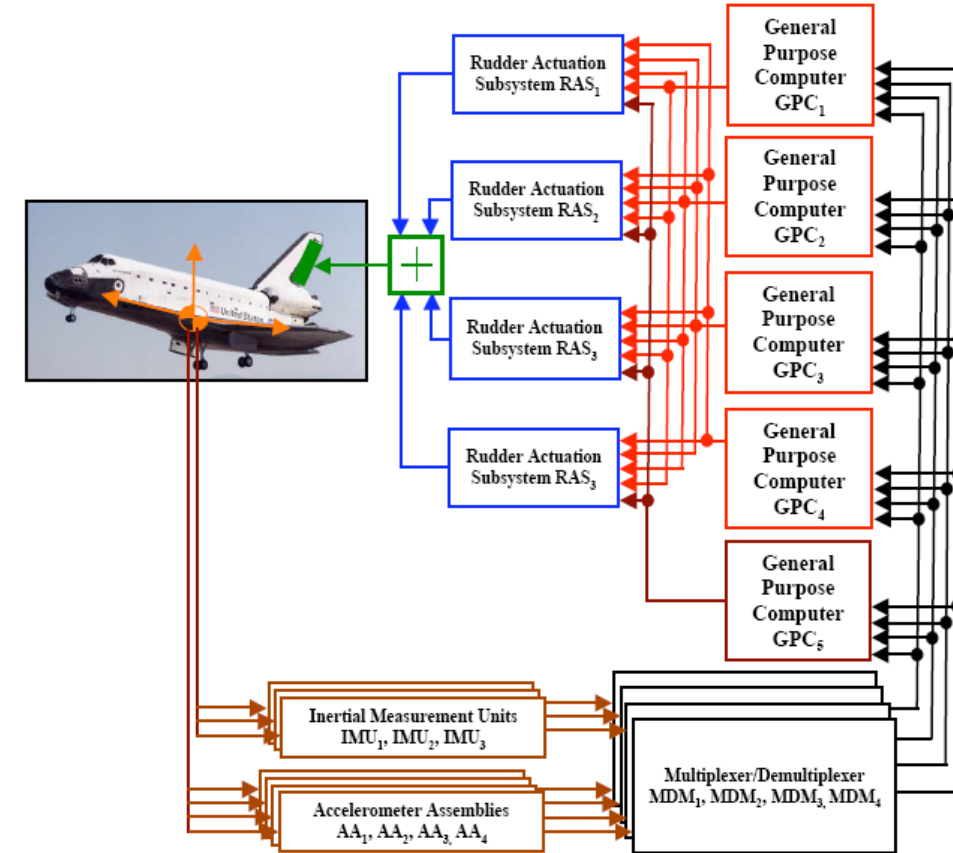 General
Purpose
Computer
GPC₁
Rudder Actuation
Subsystem RAS₁
General
Purpose
Computer
GPC₂
Rudder Actuation
Subsystem RAS₂
+
United States
General
Purpose
Computer
GPC₃
Rudder Actuation
Subsystem RAS₃
General
Purpose
Computer
GPC₄
Rudder Actuation
Subsystem RAS₃
General
Purpose
Computer
GPC₅
Inertial Measurement Units
IMU₁, IMU₂, IMU₃
Multiplexer/Demultiplexer
MDM₁, MDM₂, MDM₃, MDM₄
Accelerometer Assemblies
AA₁, AA₂, AA₃, AA₄